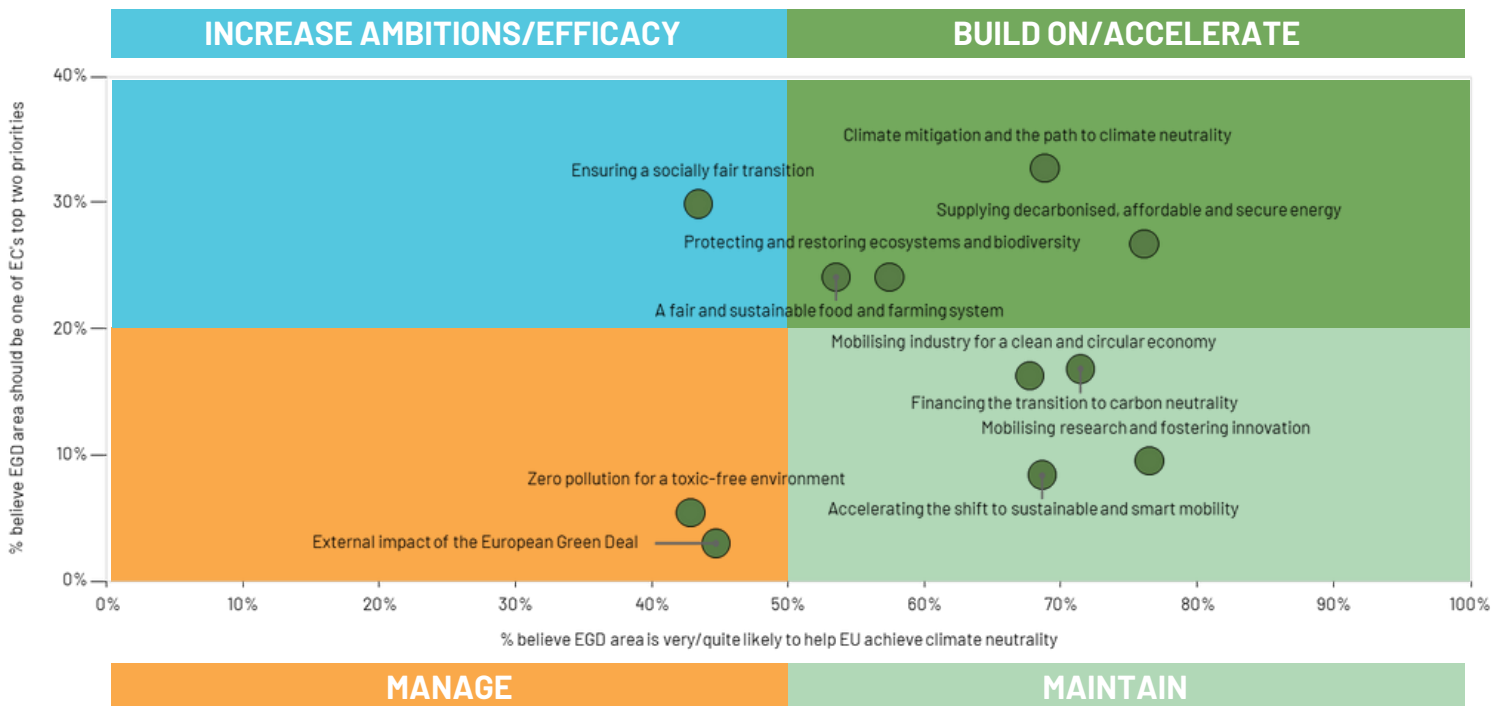 INCREASE AMBITIONS/EFFICACY
BUILD ON/ACCELERATE
% believe EGD area should be one of EC's top two priorities
40%
30%
20%
10%
0%
Climate mitigation and the path to climate neutrality
Ensuring a socially fair transition
Supplying decarbonised, affordable and secure energy
Protecting and restoring ecosystems and biodiversity
A fair and sustainable food and farming system
Mobilising industry for a clean and circular economy
Financing the transition to carbon neutrality
Mobilising research and fostering innovation
Zero pollution for a toxic-free environment
Accelerating the shift to sustainable and smart mobility
External impact of the European Green Deal
0%
10%
20%
30%
40%
50%
60%
70%
80%
90%
100%
% believe EGD area is very/quite likely to help EU achieve climate neutrality
MANAGE
MAINTAIN